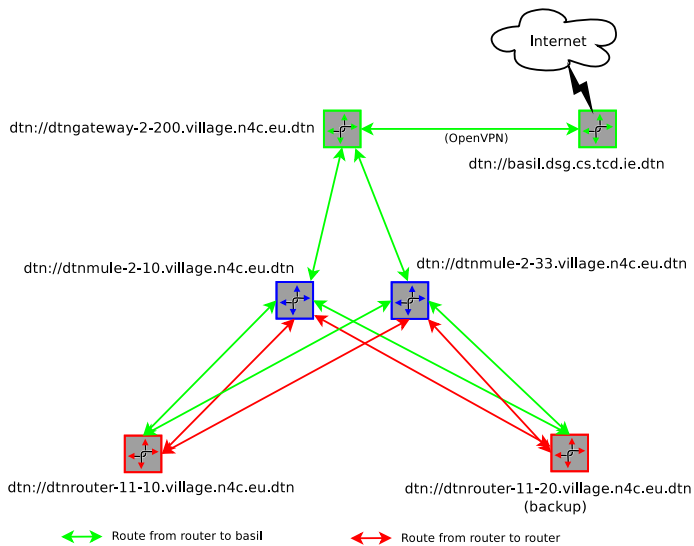 Internet
dtn://dtngateway-2-200.village.n4c.eu.dtn
(OpenVPN)
dtn://basil.dsg.cs.tcd.ie.dtn
dtn://dtnmule-2-10.village.n4c.eu.dtn
dtn://dtnmule-2-33.village.n4c.eu.dtn
dtn://dtnrouter-11-10.village.n4c.eu.dtn
dtn://dtnrouter-11-20.village.n4c.eu.dtn
(backup)
Route from router to basil
Route from router to router